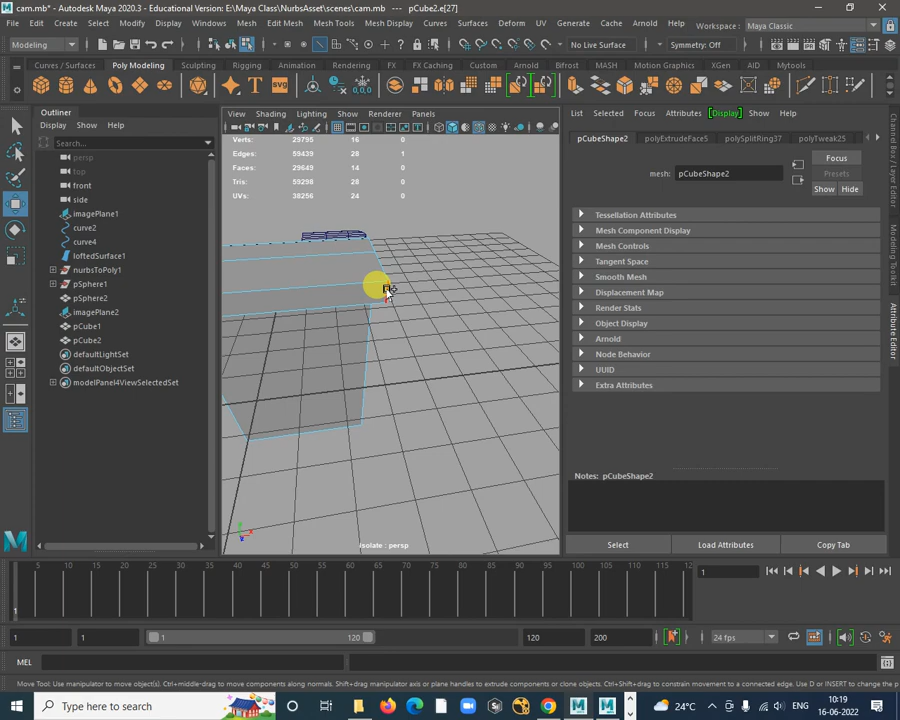 cam.mb* - Autodesk Maya 2020.3 - Educational Version: E:\Maya Class\NurbsAsset\scenes\cam.mb --- pCube2.e[27]
File Edit Create Select Modify Display Windows Mesh Edit Mesh Mesh Tools Mesh Display Curves Surfaces Deform UV Generate Cache Arnold Help Workspace : Maya Classic
Modeling No Live Surface Symmetry: Off
Curves / Surfaces Poly Modeling Sculpting Rigging Animation Rendering FX FX Caching Custom Arnold Bifrost MASH Motion Graphics XGen AID Mytools
Outliner
Display Show Help
Search...
persp
top
front
side
imagePlane1
curve2
curve4
loftedSurface1
nurbsToPoly1
pSphere1
pSphere2
imagePlane2
pCube1
pCube2
defaultLightSet
defaultObjectSet
modelPanel4ViewSelectedSet
View Shading Lighting Show Renderer Panels
Verts: 29795 16 0
Edges: 59439 28 1
Faces: 29649 14 0
Tris: 59298 28 0
UVs: 38256 24 0
Isolate : persp
List Selected Focus Attributes Display Show Help
pCubeShape2 polyExtrudeFace5 polySplitRing37 polyTweak25
mesh: pCubeShape2
Focus
Presets
Show Hide
Tessellation Attributes
Mesh Component Display
Mesh Controls
Tangent Space
Smooth Mesh
Displacement Map
Render Stats
Object Display
Arnold
Node Behavior
UUID
Extra Attributes
Notes: pCubeShape2
Select Load Attributes Copy Tab
Channel Box / Layer Editor
Modeling Toolkit
Attribute Editor
5 10 15 20 25 30 35 40 45 50 55 60 65 70 75 80 85 90 95 100 105 110 115 12
1
1
1 1 1 120 120 200 24 fps
MEL
Move Tool: Use manipulator to move object(s). Ctrl+middle-drag to move components along normals. Shift+drag manipulator axis or plane handles to extrude components or clone objects. Ctrl+Shift+drag to constrain movement to a connected edge. Use D or INSERT to change the
Type here to search
24°C
ENG
10:19
16-06-2022